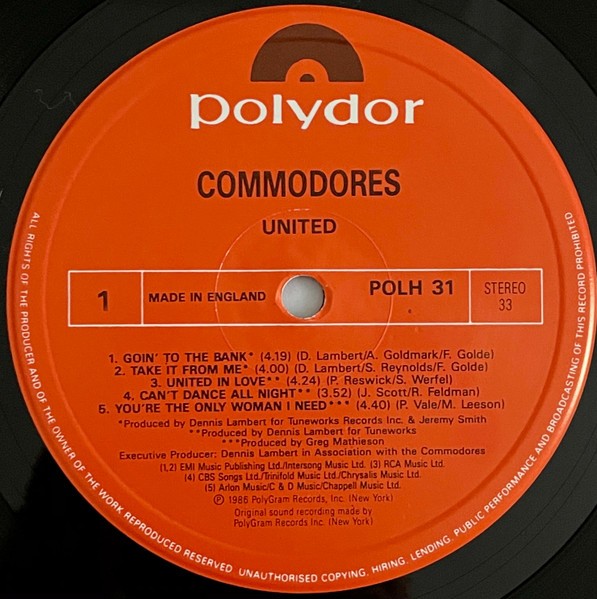 polydor
COMMODORES
UNITED
1
MADE IN ENGLAND
POLH 31
STEREO
33
1. GOIN' TO THE BANK* (4.19) (D. Lambert/A. Goldmark/F. Golde)
2. TAKE IT FROM ME* (4.00) (D. Lambert/S. Reynolds/F. Golde)
3. UNITED IN LOVE** (4.24) (P. Reswick/S. Werfel)
4. CAN'T DANCE ALL NIGHT** (3.52) (J. Scott/R. Feldman)
5. YOU'RE THE ONLY WOMAN I NEED*** (4.40) (P. Vale/M. Leeson)
*Produced by Dennis Lambert for Tuneworks Records Inc. & Jeremy Smith
**Produced by Dennis Lambert for Tuneworks
***Produced by Greg Mathieson
Executive Producer: Dennis Lambert in Association with the Commodores
(1,2) EMI Music Publishing Ltd./Intersong Music Ltd. (3) RCA Music Ltd.
(4) CBS Songs Ltd./Trinifold Music Ltd./Chrysalis Music Ltd.
(5) Arlon Music/C & D Music/Chappell Music Ltd.
Ⓟ 1986 PolyGram Records, Inc. (New York)
Original sound recording made by
PolyGram Records Inc. (New York)
ALL RIGHTS OF THE PRODUCER AND OF THE OWNER OF THE WORK REPRODUCED RESERVED. UNAUTHORISED COPYING, HIRING, LENDING, PUBLIC PERFORMANCE AND BROADCASTING OF THIS RECORD PROHIBITED